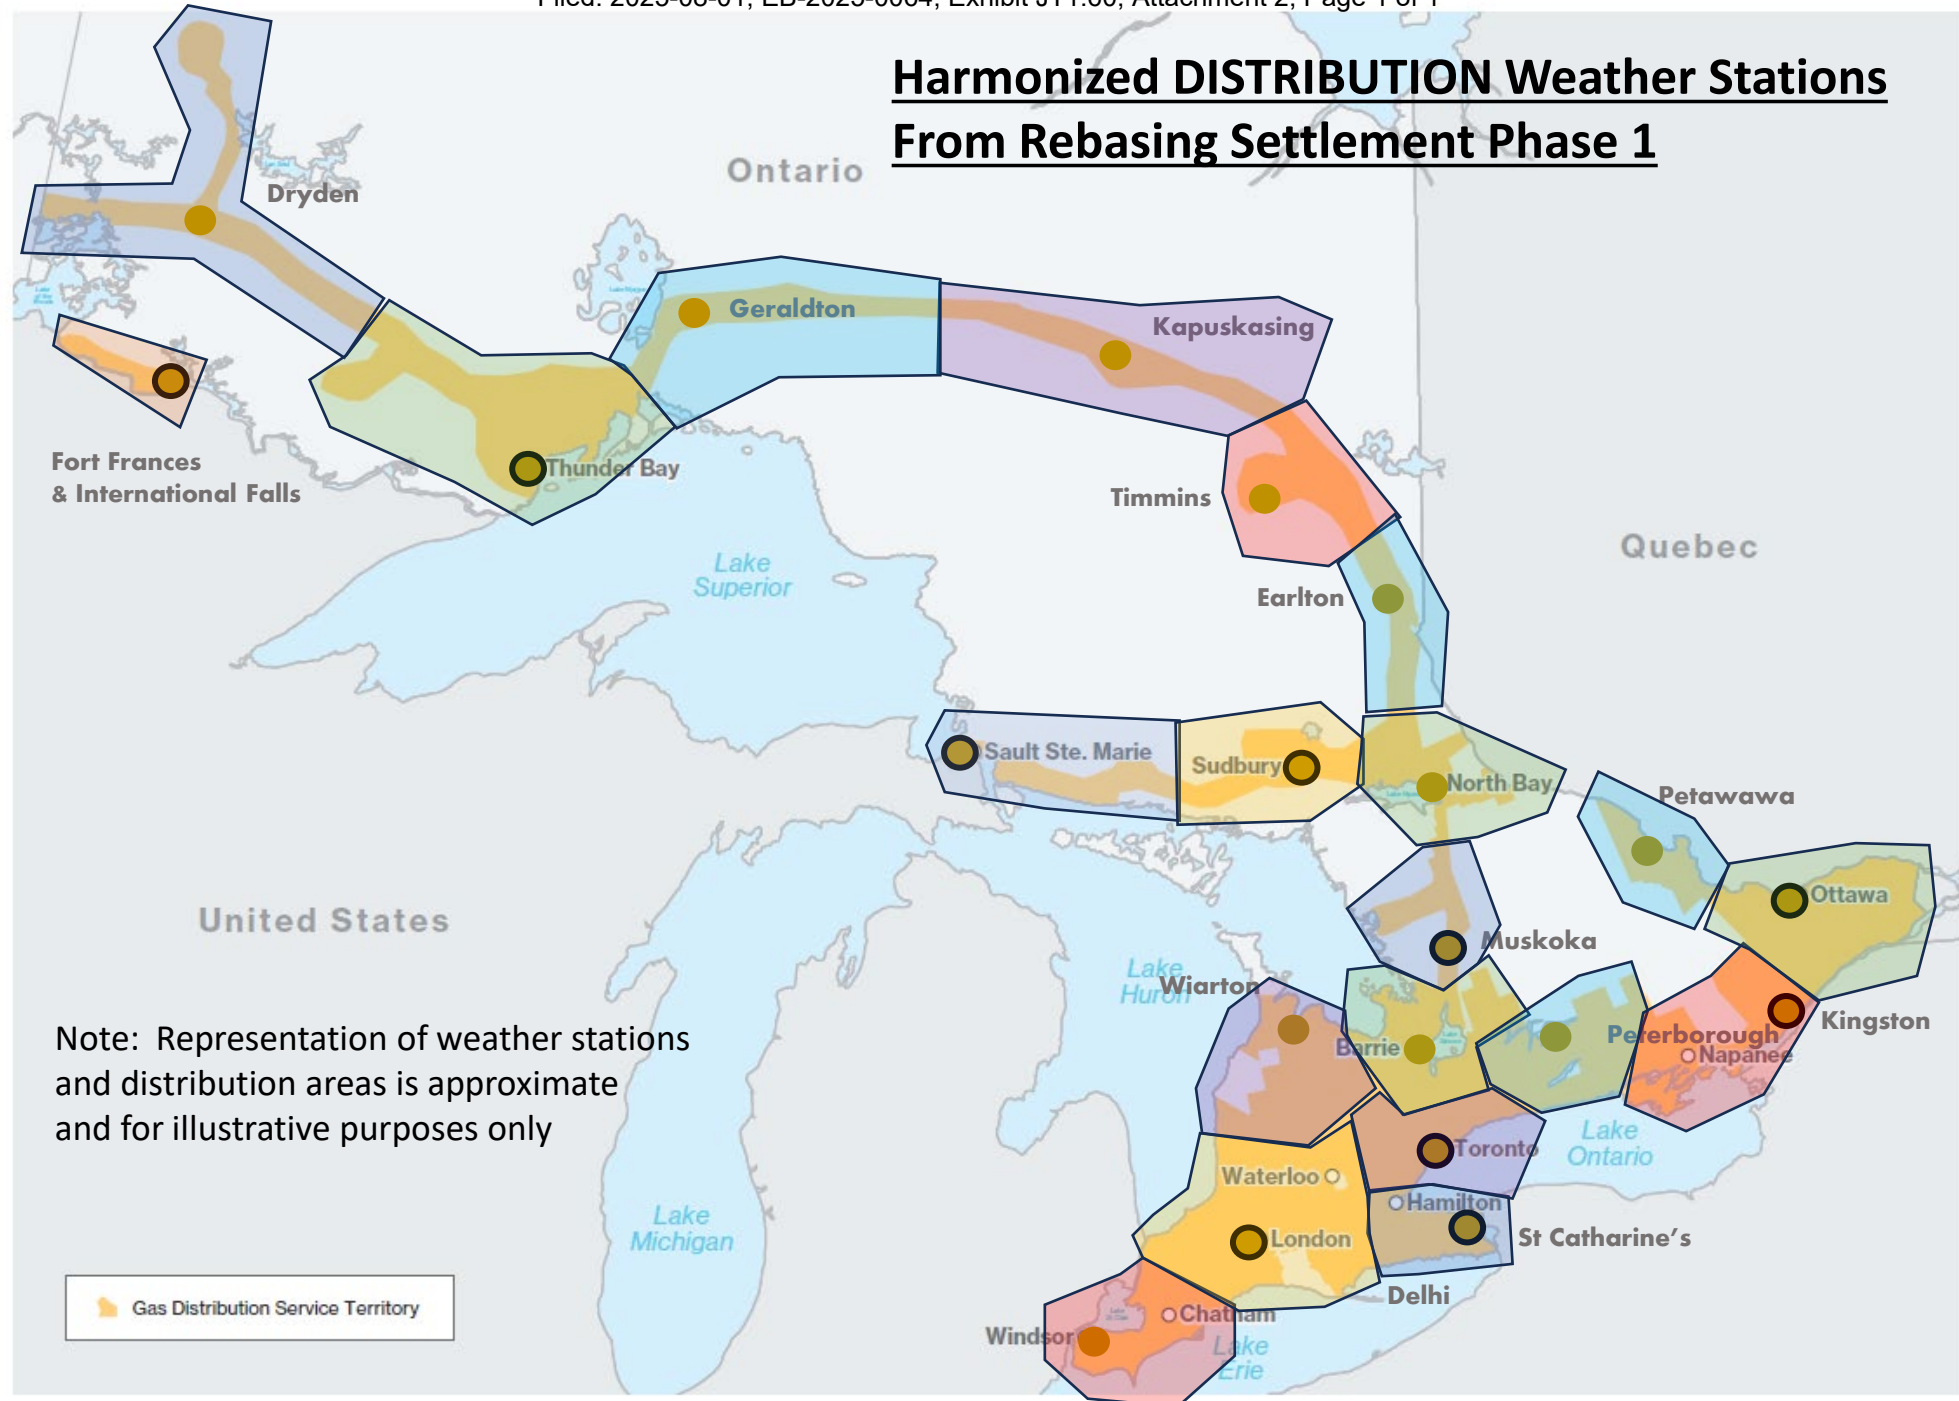 Harmonized DISTRIBUTION Weather Stations
From Rebasing Settlement Phase 1
Ontario
Dryden
Geraldton
Kapuskasing
Fort Frances
& International Falls
Thunder Bay
Timmins
Quebec
Lake
Superior
Earlton
Sault Ste. Marie
Sudbury
North Bay
Petawawa
Ottawa
United States
Muskoka
Lake
Huron
Wiarton
Kingston
Peterborough
Barrie
Napanee
Note: Representation of weather stations
and distribution areas is approximate
and for illustrative purposes only
Toronto
Lake
Ontario
Waterloo
Hamilton
Lake
Michigan
London
St Catharine's
Delhi
Gas Distribution Service Territory
Chatham
Windsor
Lake
Erie